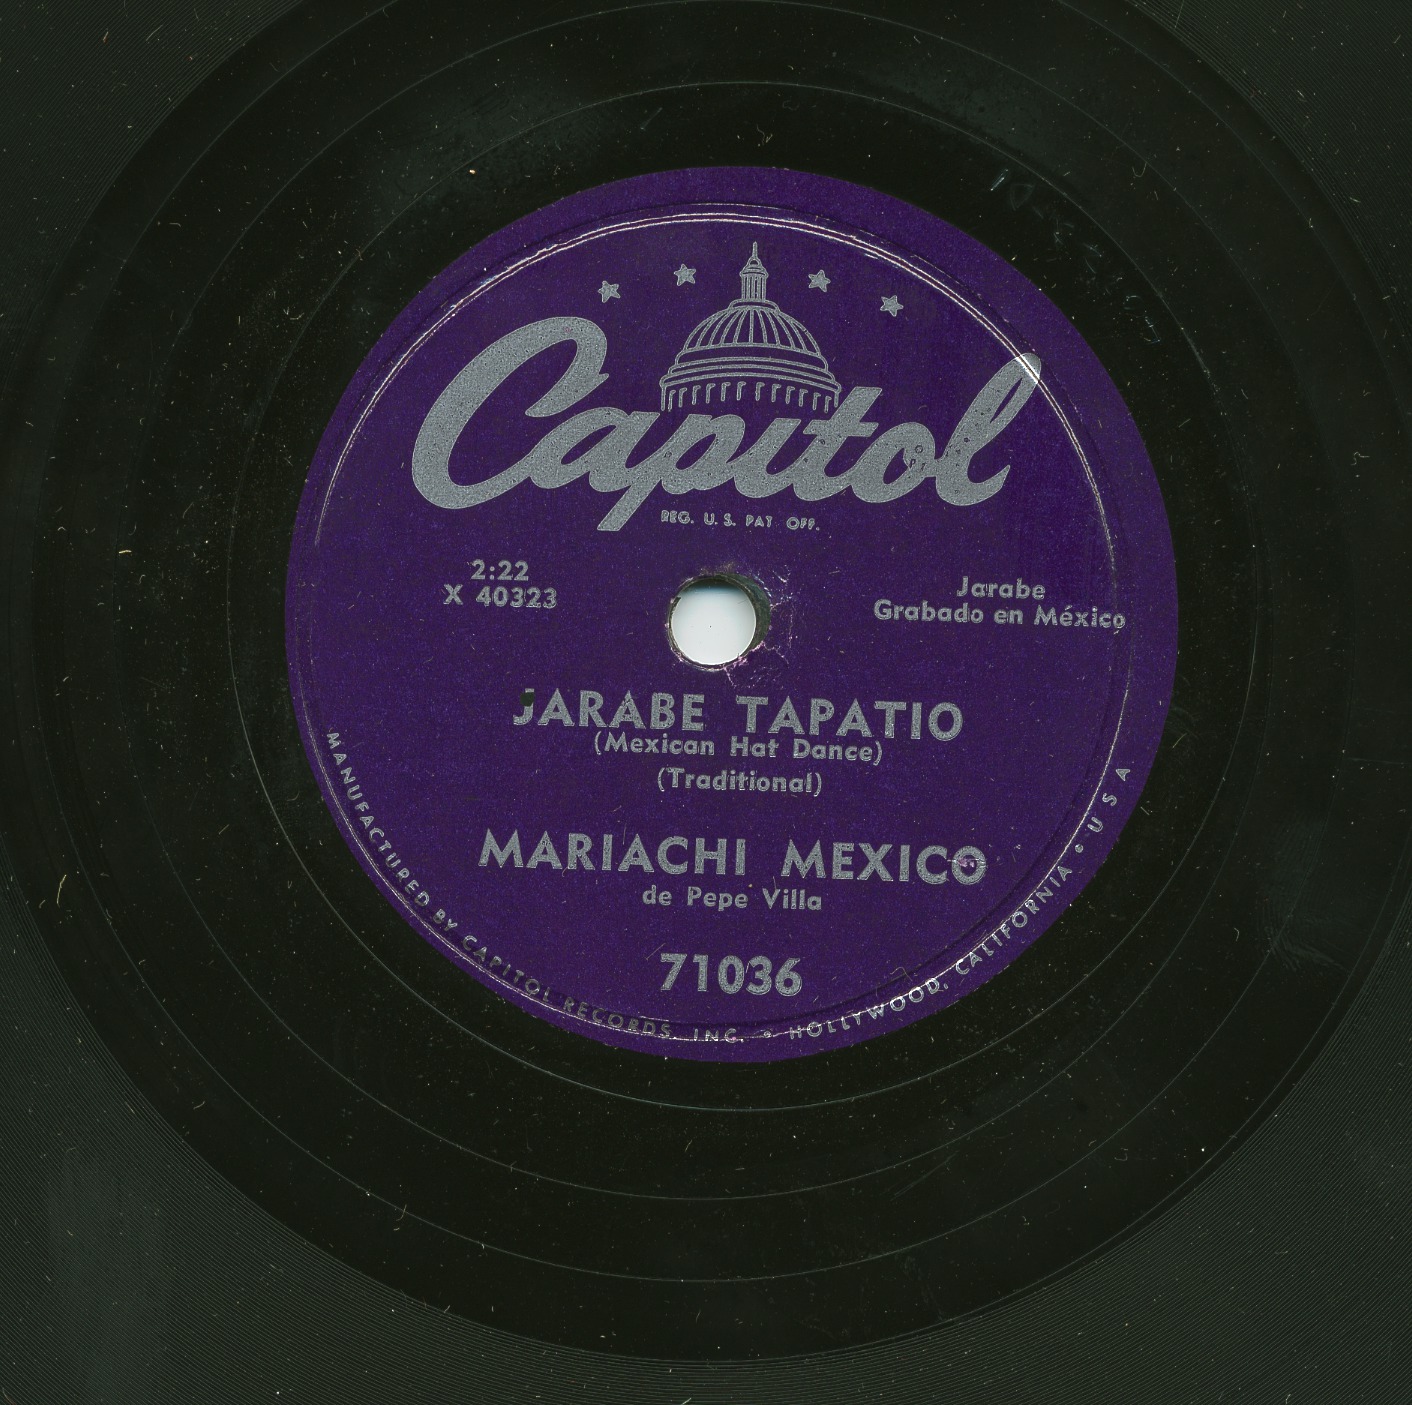 Capitol
REG. U.S. PAT. OFF.
2:22
X 40323
Jarabe
Grabado en México
JARABE TAPATIO
(Mexican Hat Dance)
(Traditional)
MARIACHI MEXICO
de Pepe Villa
71036
MANUFACTURED BY CAPITOL RECORDS, INC. • HOLLYWOOD, CALIFORNIA • U S A